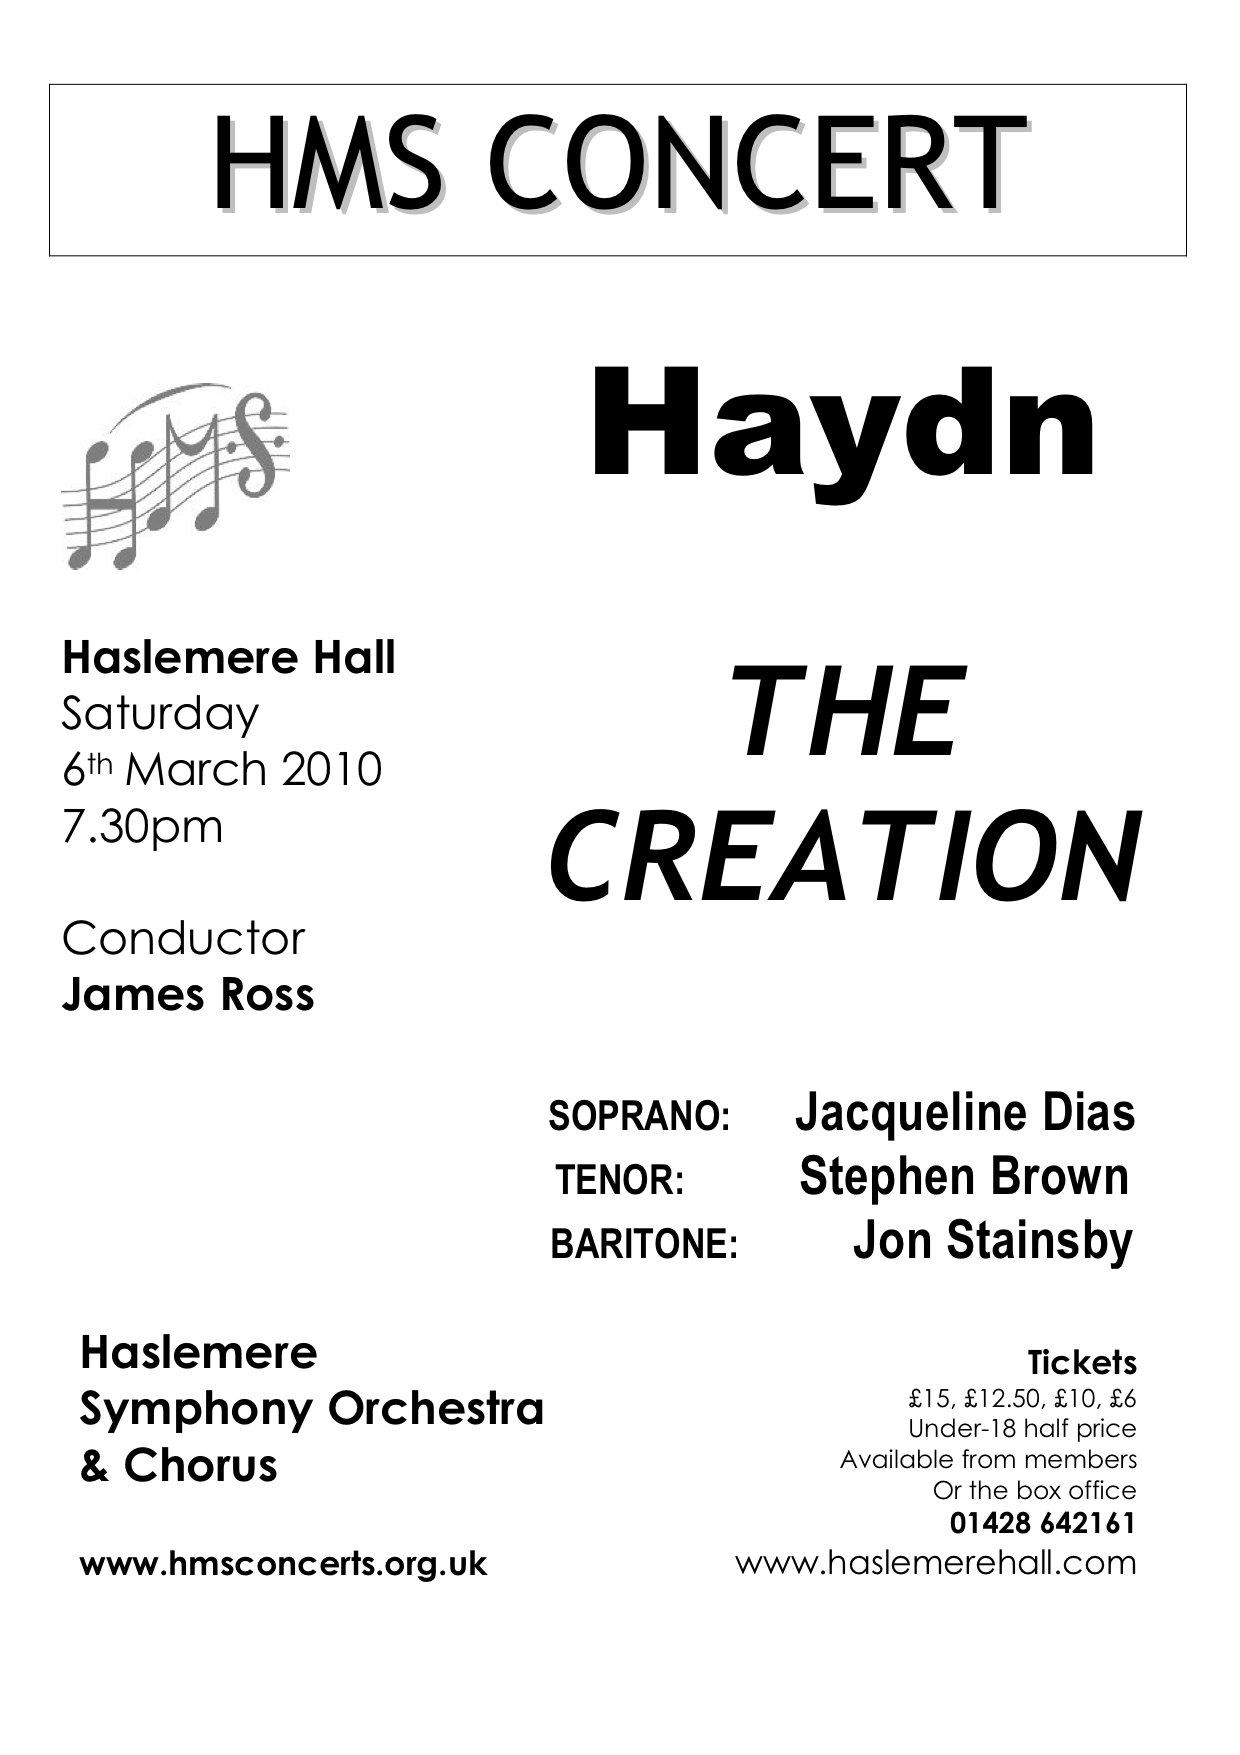 HMS CONCERT
HMS
Haydn
THE
CREATION
Haslemere Hall
Saturday
6th March 2010
7.30pm
Conductor
James Ross
SOPRANO: Jacqueline Dias
TENOR: Stephen Brown
BARITONE: Jon Stainsby
Haslemere
Symphony Orchestra
& Chorus
www.hmsconcerts.org.uk
Tickets
£15, £12.50, £10, £6
Under-18 half price
Available from members
Or the box office
01428 642161
www.haslemerehall.com